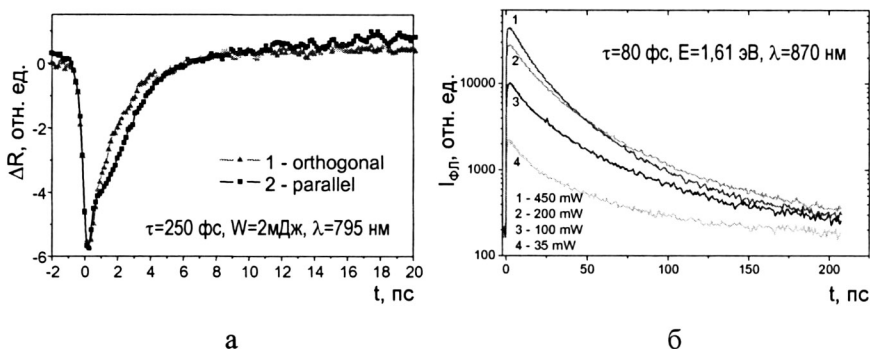 ΔR, отн. ед.
0
-2
-4
-6
1 - orthogonal
2 - parallel
τ=250 фс, W=2мДж, λ=795 нм
-2 0 2 4 6 8 10 12 14 16 18 20
t, пс
а
I_ФЛ, отн. ед.
10000
1000
100
τ=80 фс, E=1,61 эВ, λ=870 нм
1
2
3
4
1 - 450 mW
2 - 200 mW
3 - 100 mW
4 - 35 mW
0 50 100 150 200
t, пс
б